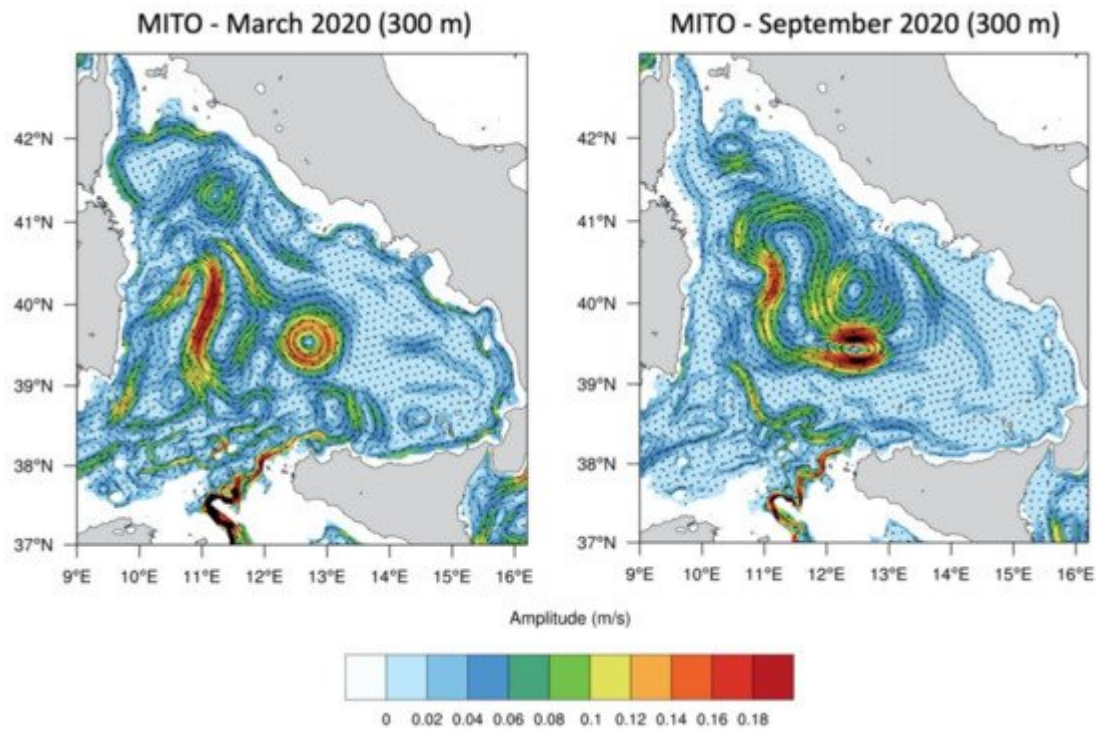 MITO - March 2020 (300 m)
MITO - September 2020 (300 m)
42°N
41°N
40°N
39°N
38°N
37°N
9°E 10°E 11°E 12°E 13°E 14°E 15°E 16°E
42°N
41°N
40°N
39°N
38°N
37°N
9°E 10°E 11°E 12°E 13°E 14°E 15°E 16°E
Amplitude (m/s)
0 0.02 0.04 0.06 0.08 0.1 0.12 0.14 0.16 0.18